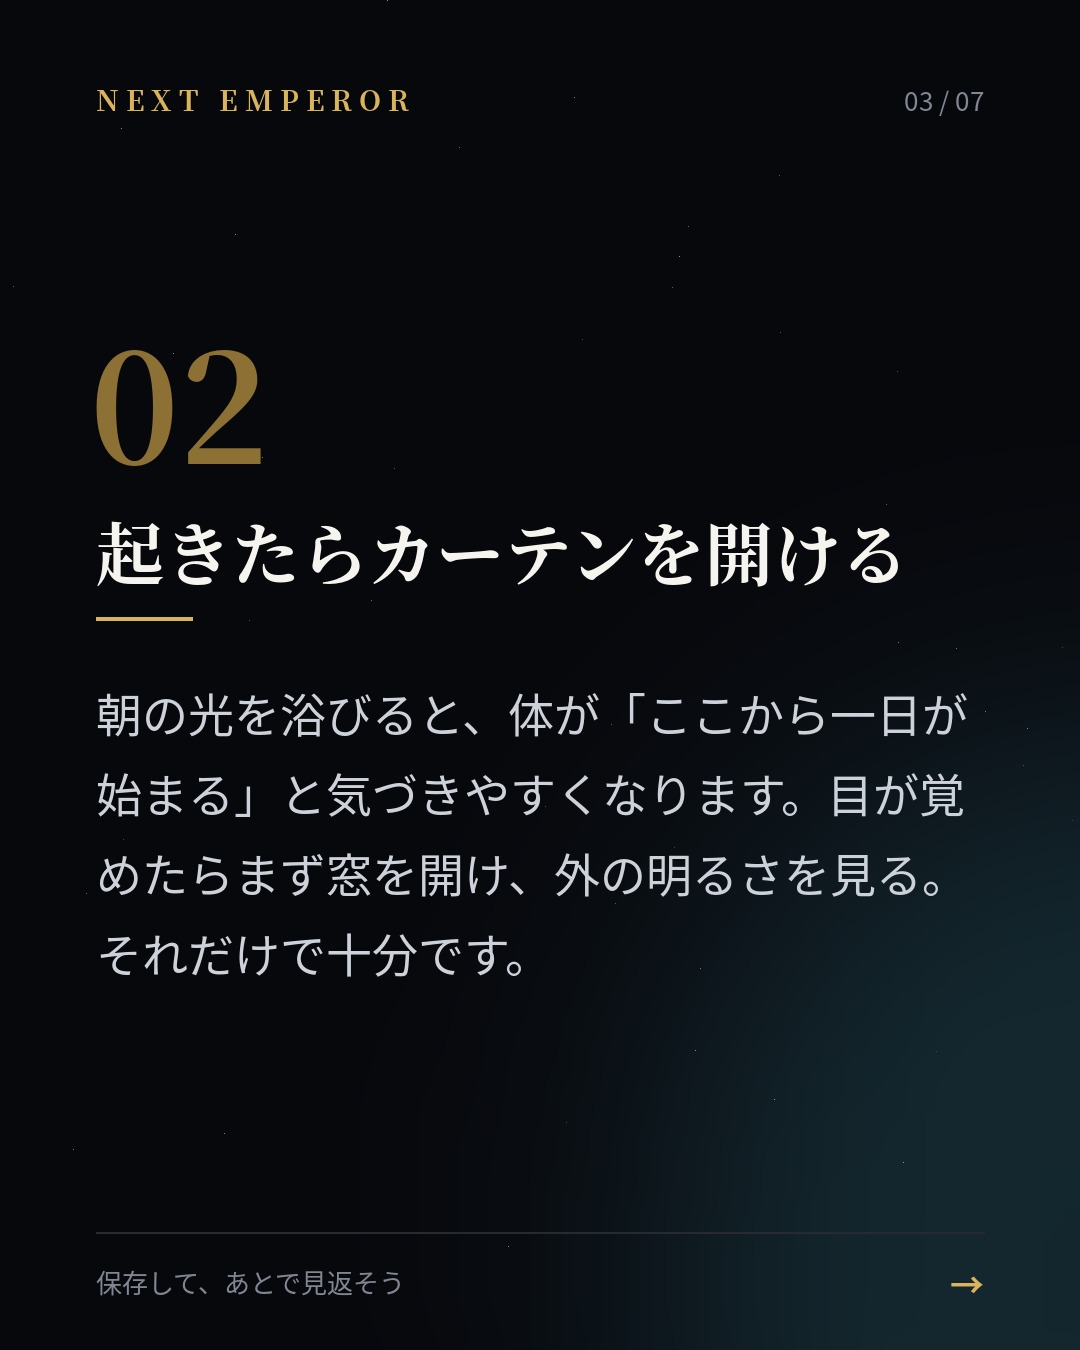 NEXT EMPEROR
03 / 07
02
起きたらカーテンを開ける
朝の光を浴びると、体が「ここから一日が
始まる」と気づきやすくなります。目が覚
めたらまず窓を開け、外の明るさを見る。
それだけで十分です。
保存して、あとで見返そう
→